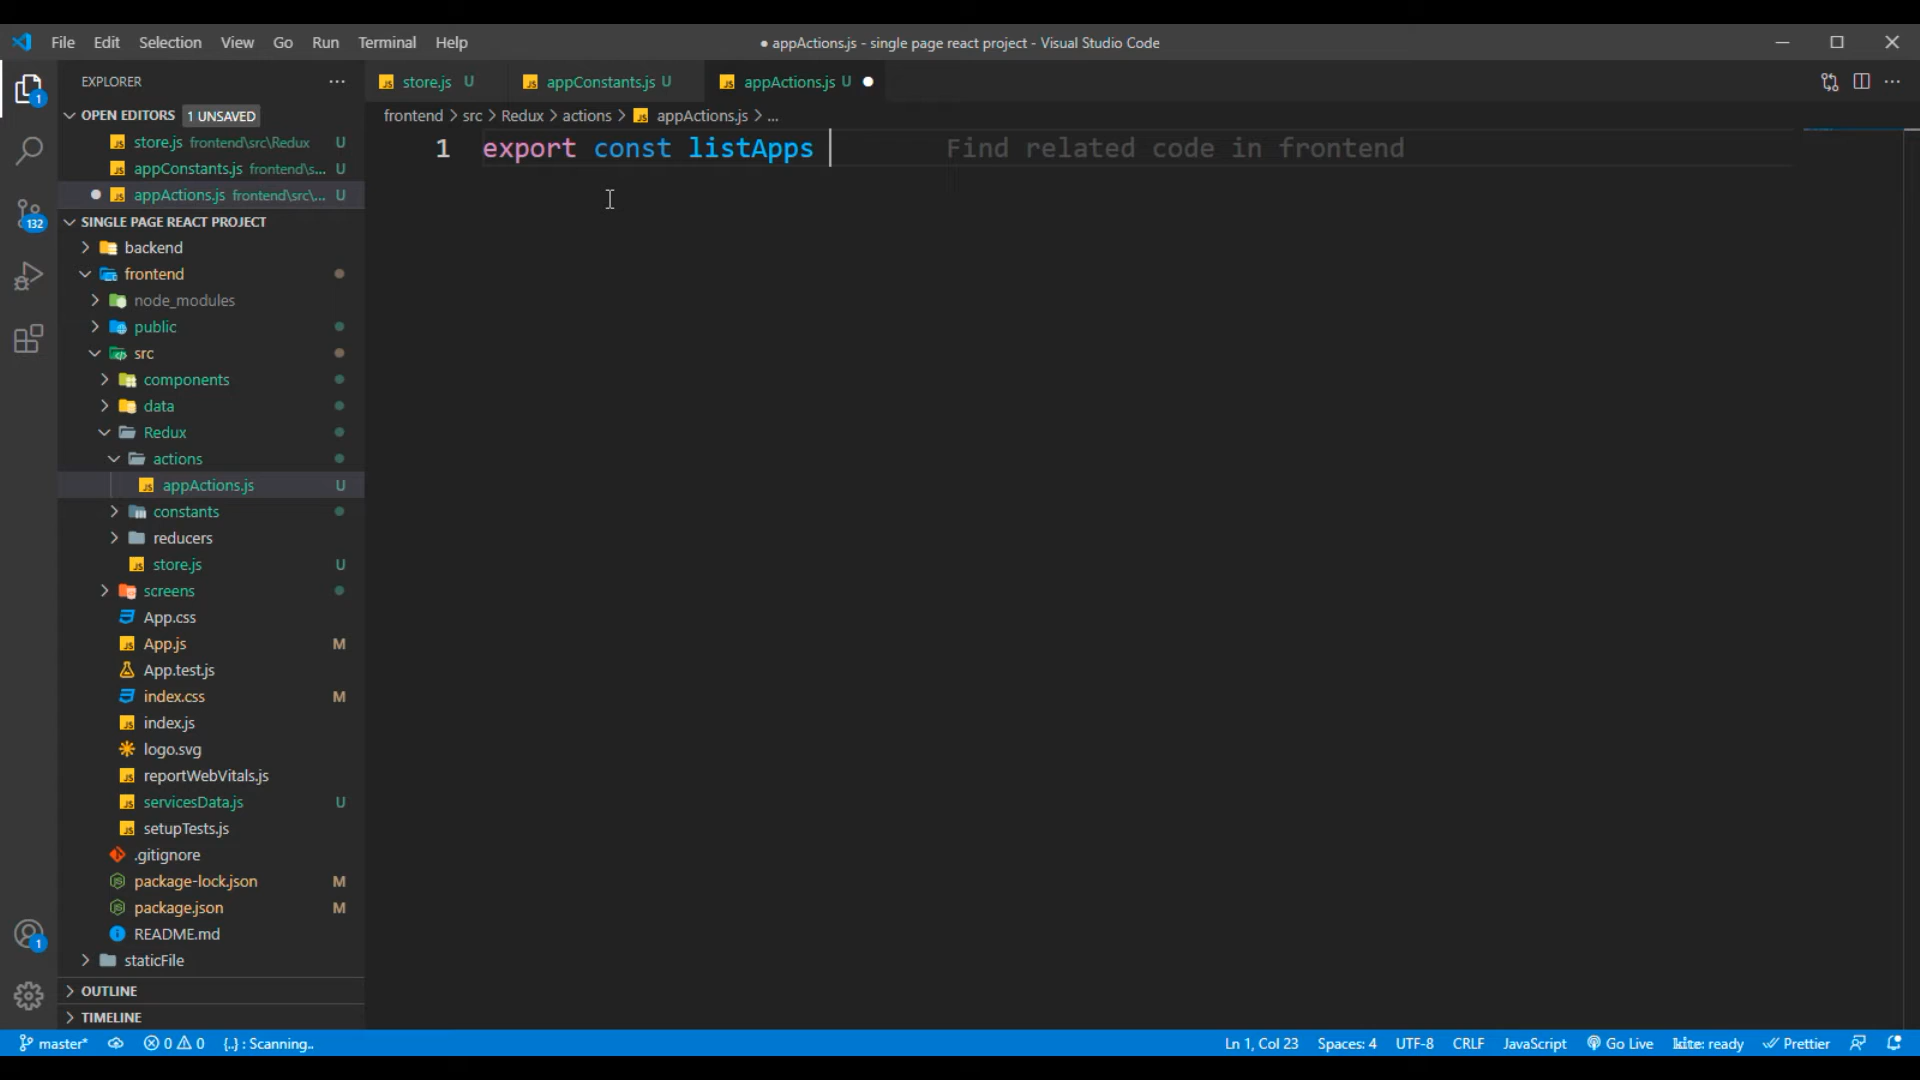 File Edit Selection View Go Run Terminal Help
● appActions.js - single page react project - Visual Studio Code
EXPLORER
store.js U
appConstants.js U
appActions.js U
OPEN EDITORS 1 UNSAVED
frontend > src > Redux > actions > appActions.js > ...
store.js frontend\src\Redux U
1 export const listApps Find related code in frontend
appConstants.js frontend\s... U
appActions.js frontend\src\... U
SINGLE PAGE REACT PROJECT
backend
frontend
node_modules
public
src
components
data
Redux
actions
appActions.js U
constants
reducers
store.js U
screens
App.css
App.js M
App.test.js
index.css M
index.js
logo.svg
reportWebVitals.js
servicesData.js U
setupTests.js
.gitignore
package-lock.json M
package.json M
README.md
staticFile
OUTLINE
TIMELINE
1
132
1
master* 0 0 {..} : Scanning.. Ln 1, Col 23 Spaces: 4 UTF-8 CRLF JavaScript Go Live kite: ready Prettier